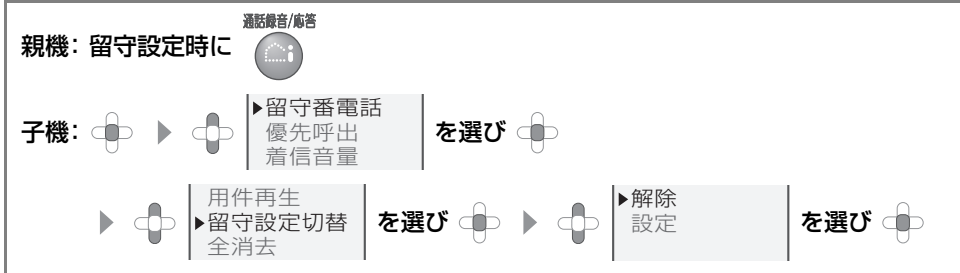 通話録音/応答
親機: 留守設定時に
▶留守番電話
子機: 優先呼出 を選び
着信音量
用件再生 ▶解除
▶留守設定切替 を選び 設定 を選び
全消去